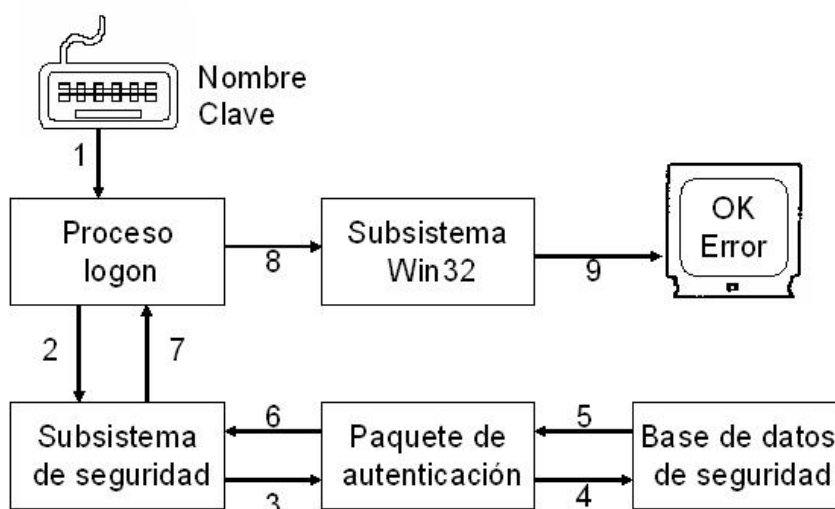 Nombre
Clave
1
Proceso
logon
8
Subsistema
Win32
9
OK
Error
2
7
Subsistema
de seguridad
6
3
Paquete de
autenticación
5
4
Base de datos
de seguridad